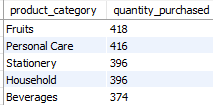 product_category quantity_purchased
Fruits 418
Personal Care 416
Stationery 396
Household 396
Beverages 374